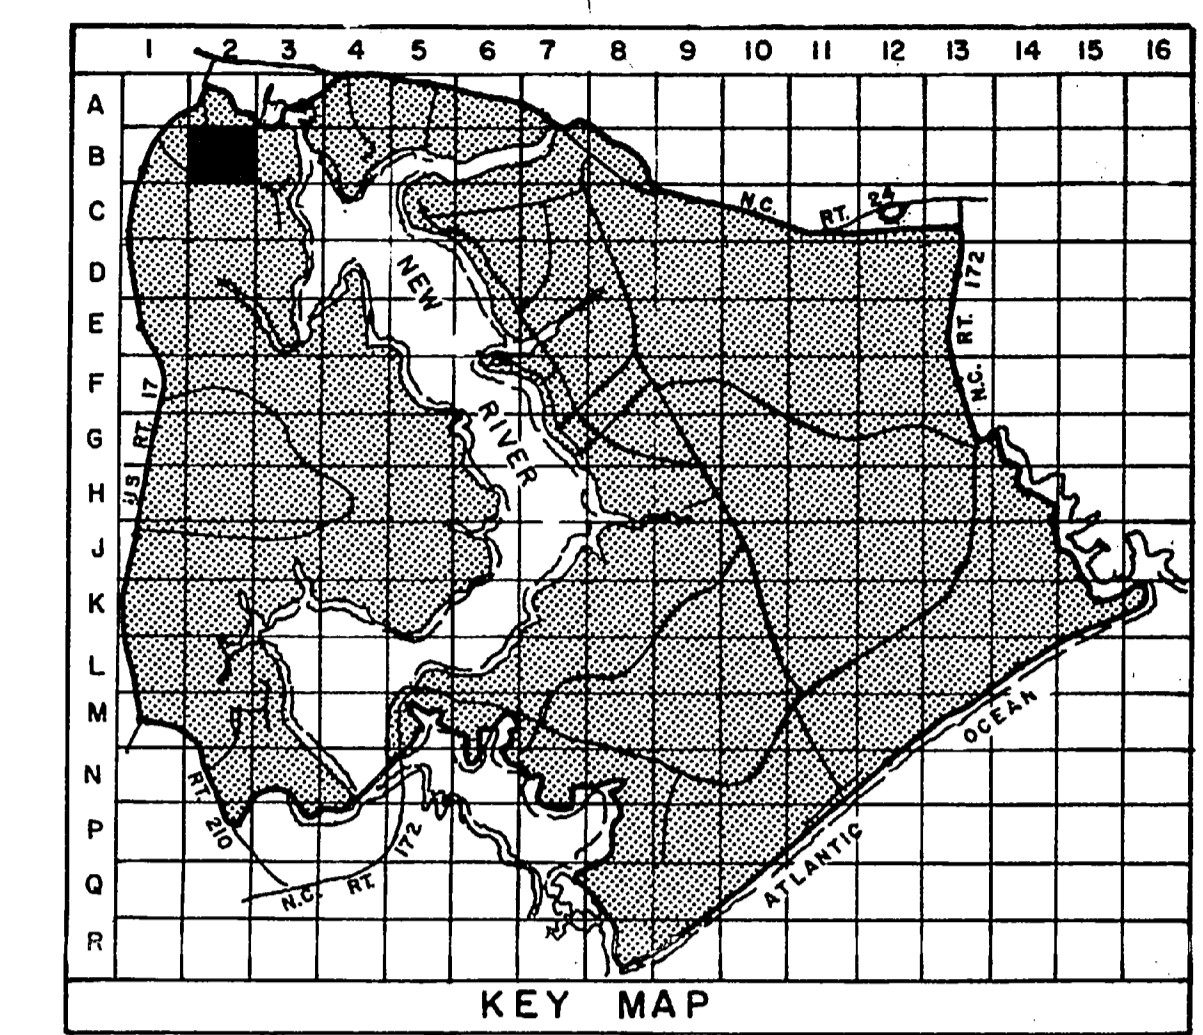 1 2 3 4 5 6 7 8 9 10 11 12 13 14 15 16
A
B
C
D
E
F
G
H
J
K
L
M
N
P
Q
R
N.C. RT. 24
N.C. RT. 172
NEW RIVER
US RT. 17
RT. 210
N.C. RT. 172
ATLANTIC OCEAN
KEY MAP